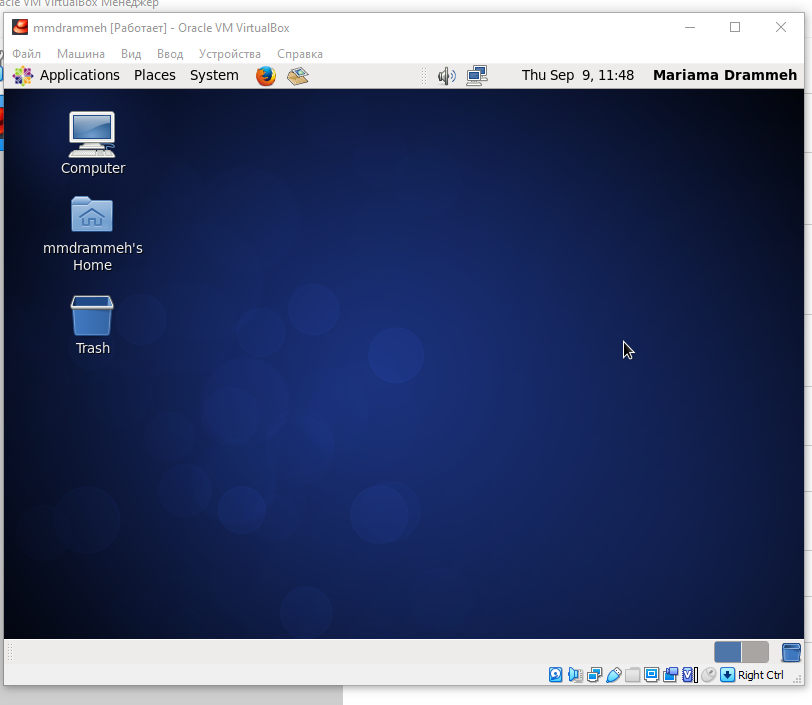 acle VM VirtualBox Менеджер
mmdrammeh [Работает] - Oracle VM VirtualBox
Файл Машина Вид Ввод Устройства Справка
Applications Places System Thu Sep 9, 11:48 Mariama Drammeh
Computer
mmdrammeh's
Home
Trash
Right Ctrl